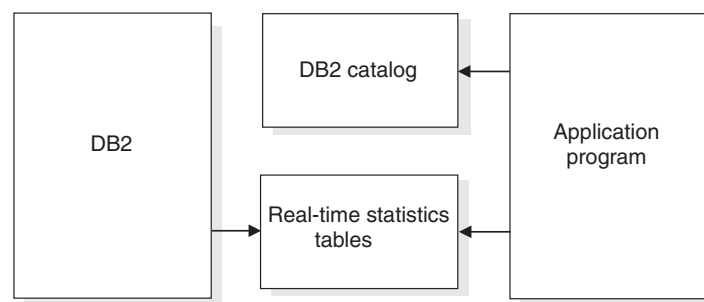 DB2
DB2 catalog
Real-time statistics
tables
Application
program